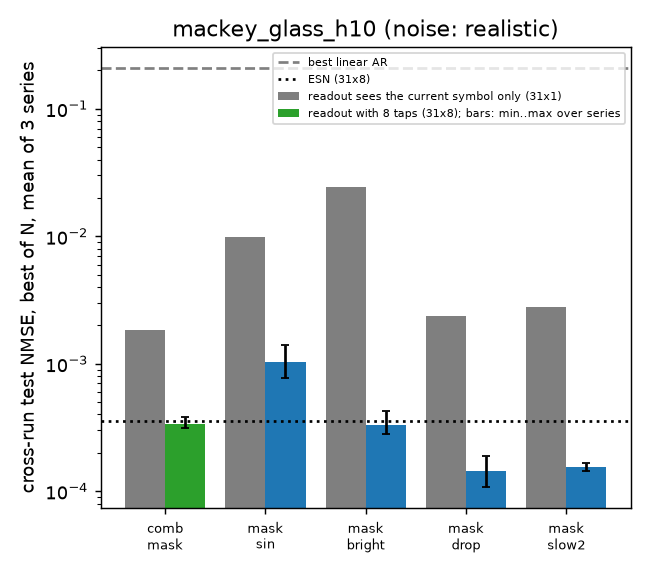 mackey_glass_h10 (noise: realistic)
cross-run test NMSE, best of N, mean of 3 series
10⁻¹
10⁻²
10⁻³
10⁻⁴
best linear AR
ESN (31x8)
readout sees the current symbol only (31x1)
readout with 8 taps (31x8); bars: min..max over series
comb
mask
mask
sin
mask
bright
mask
drop
mask
slow2